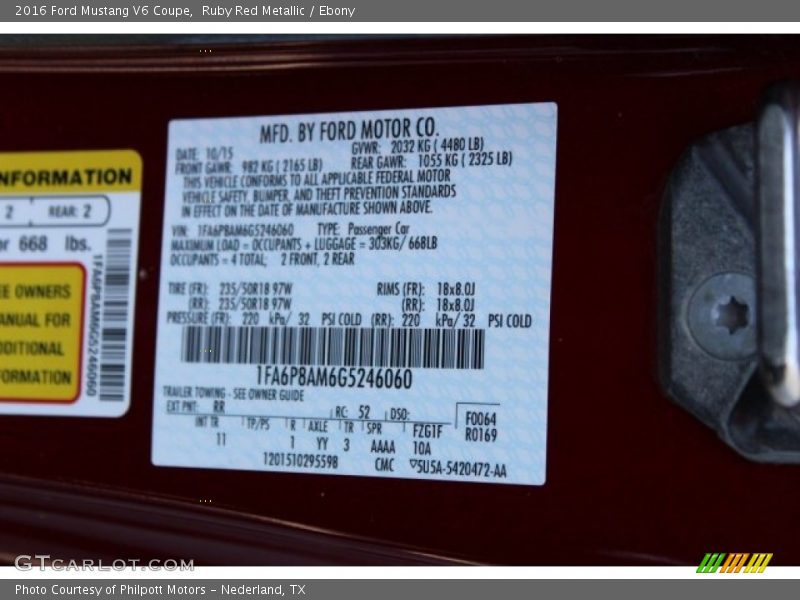 2016 Ford Mustang V6 Coupe, Ruby Red Metallic / Ebony
NFORMATION
2 REAR: 2
or 668 lbs.
EE OWNERS
ANUAL FOR
DDITIONAL
FORMATION
1FA6P8AM6G5246060
MFD. BY FORD MOTOR CO.
DATE: 10/15 GVWR: 2032 KG ( 4480 LB)
FRONT GAWR: 982 KG ( 2165 LB) REAR GAWR: 1055 KG ( 2325 LB)
THIS VEHICLE CONFORMS TO ALL APPLICABLE FEDERAL MOTOR
VEHICLE SAFETY, BUMPER, AND THEFT PREVENTION STANDARDS
IN EFFECT ON THE DATE OF MANUFACTURE SHOWN ABOVE.
VIN: 1FA6P8AM6G5246060 TYPE: Passenger Car
MAXIMUM LOAD = OCCUPANTS + LUGGAGE = 303KG/ 668LB
OCCUPANTS = 4 TOTAL; 2 FRONT, 2 REAR
TIRE (FR): 235/50R18 97W RIMS (FR): 18x8.0J
(RR): 235/50R18 97W (RR): 18x8.0J
PRESSURE (FR): 220 kPa/ 32 PSI COLD (RR): 220 kPa/ 32 PSI COLD
1FA6P8AM6G5246060
TRAILER TOWING - SEE OWNER GUIDE
EXT PNT: RR RC: 52 DSO: F0064
INT TR TP/PS R AXLE TR SPR FZG1F R0169
11 1 YY 3 AAAA 10A
1201510295598 CMC 5U5A-5420472-AA
GTCARLOT.COM
Photo Courtesy of Philpott Motors - Nederland, TX